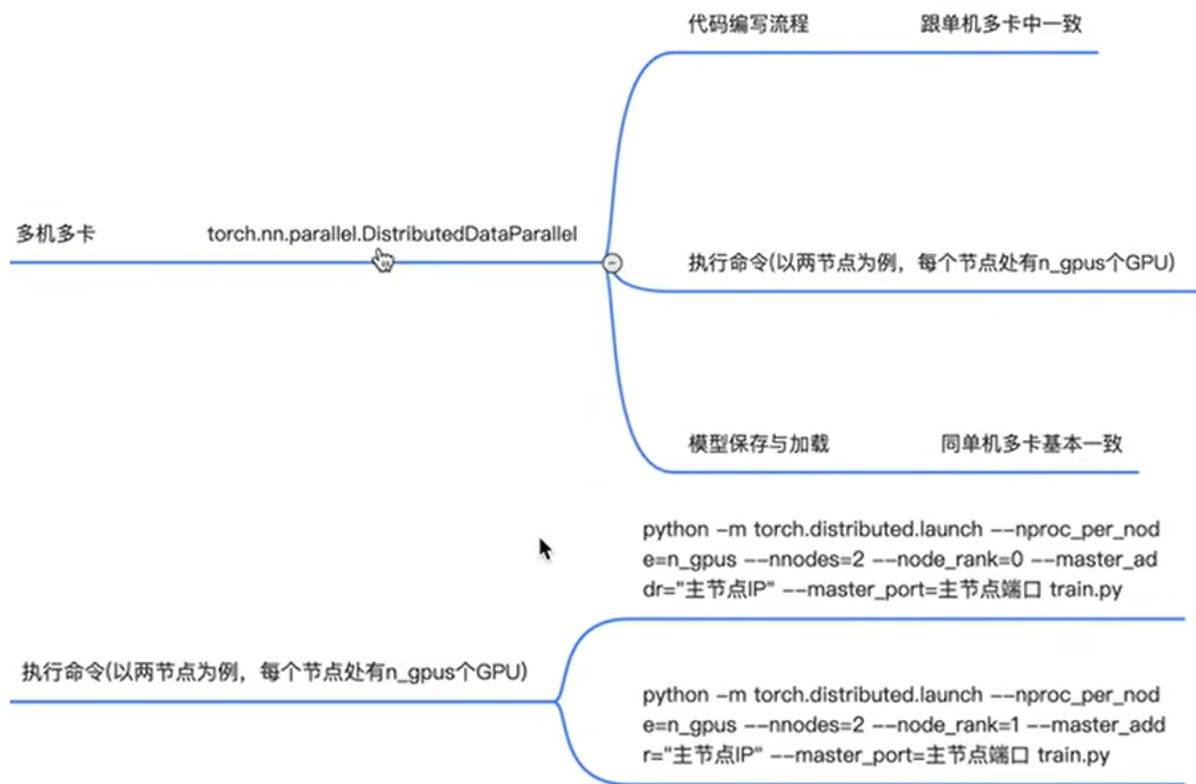 代码编写流程 跟单机多卡中一致
多机多卡 torch.nn.parallel.DistributedDataParallel
执行命令(以两节点为例，每个节点处有n_gpus个GPU)
模型保存与加载 同单机多卡基本一致
python -m torch.distributed.launch --nproc_per_nod
e=n_gpus --nnodes=2 --node_rank=0 --master_ad
dr="主节点IP" --master_port=主节点端口 train.py
执行命令(以两节点为例，每个节点处有n_gpus个GPU)
python -m torch.distributed.launch --nproc_per_nod
e=n_gpus --nnodes=2 --node_rank=1 --master_add
r="主节点IP" --master_port=主节点端口 train.py